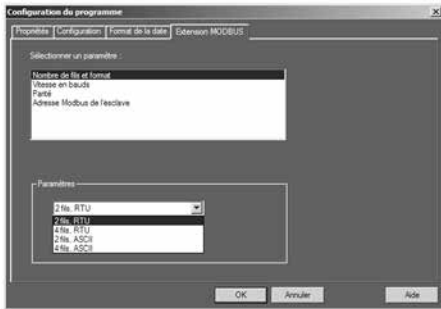 Configuration du programme
Propriétés Configuration Format de la date Extension MODBUS
Sélectionner un paramètre :
Nombre de fils et format
Vitesse en bauds
Parité
Adresse Modbus de l'esclave
Paramètres
2 fils, RTU
2 fils, RTU
4 fils, RTU
2 fils, ASCII
4 fils, ASCII
OK Annuler Aide